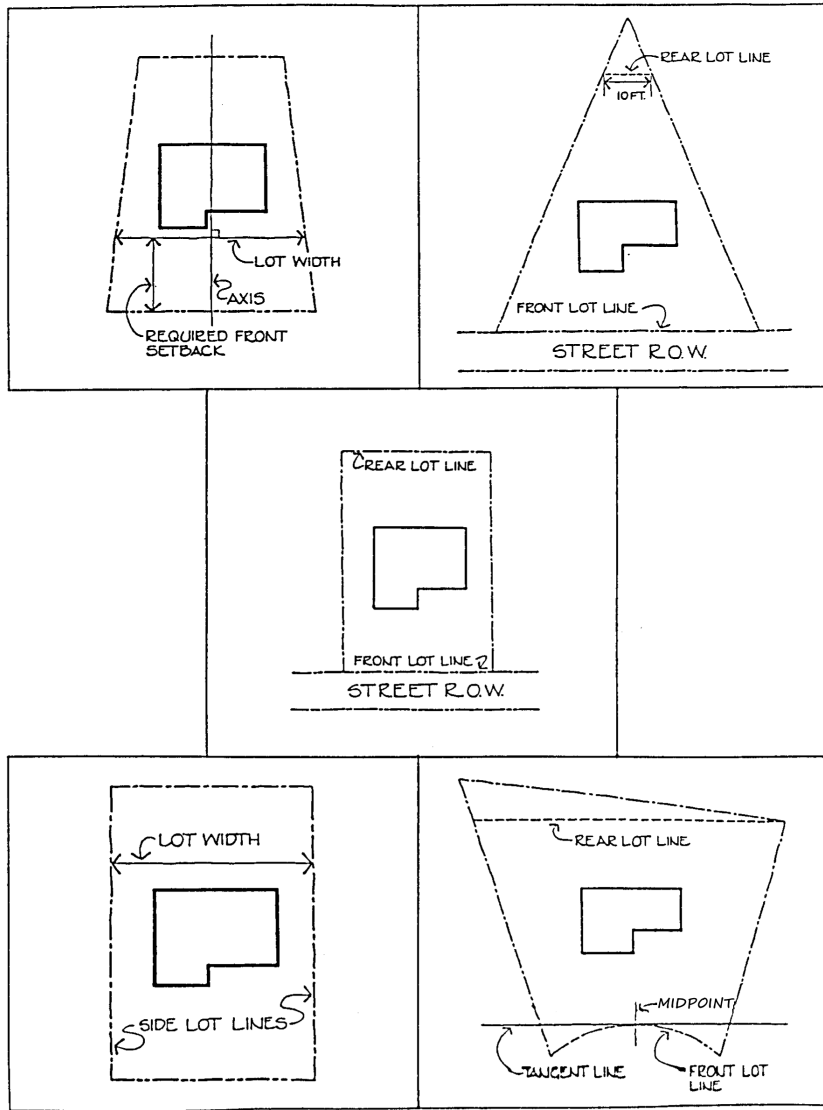 LOT WIDTH
AXIS
REQUIRED FRONT
SETBACK
REAR LOT LINE
10 FT.
FRONT LOT LINE
STREET R.O.W.
REAR LOT LINE
FRONT LOT LINE
STREET R.O.W.
LOT WIDTH
SIDE LOT LINES
REAR LOT LINE
MIDPOINT
TANGENT LINE
FRONT LOT
LINE